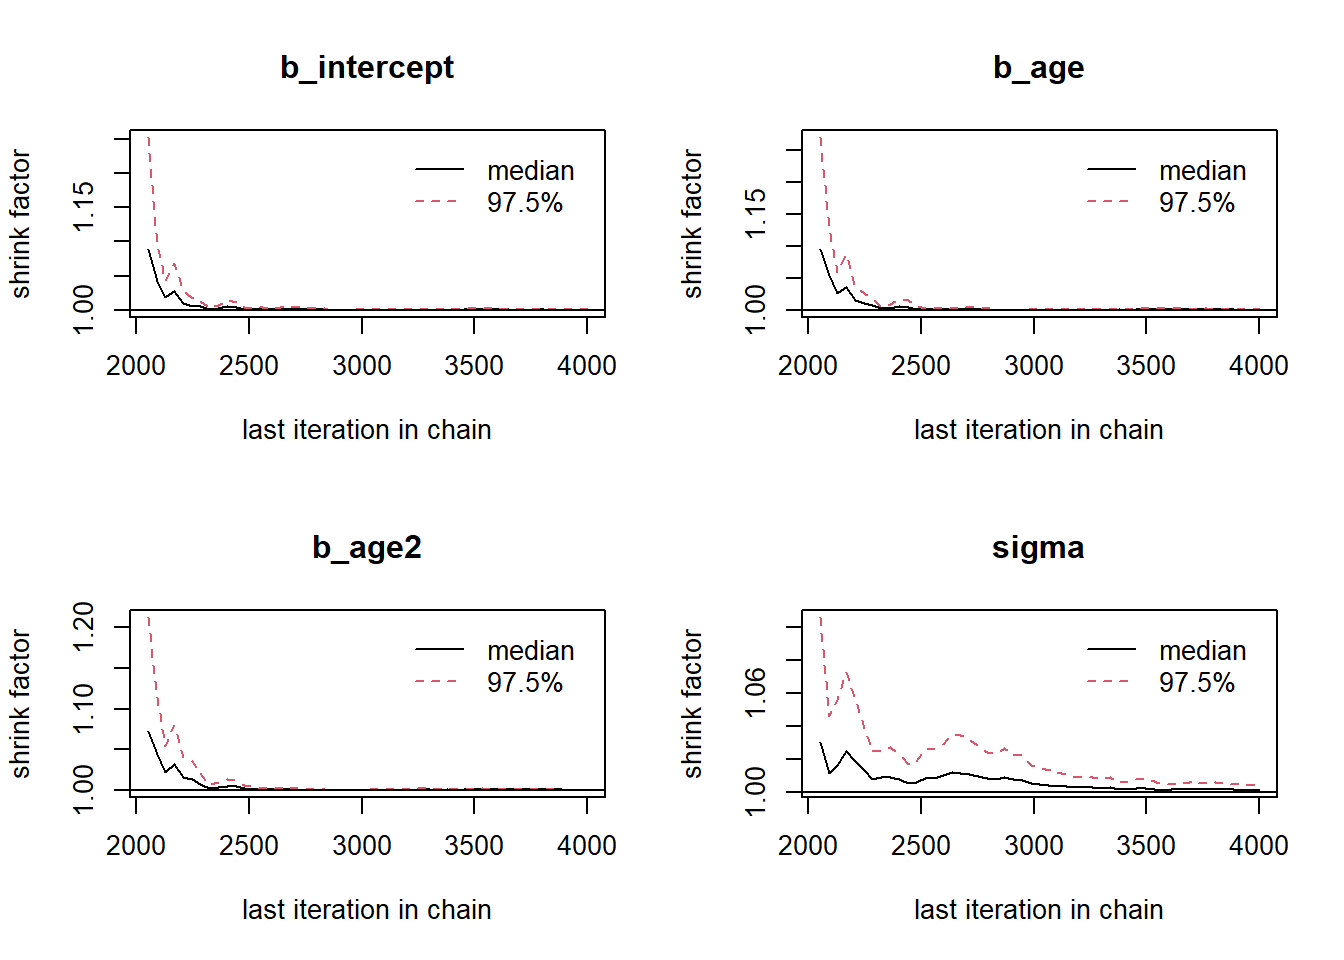 b_intercept
shrink factor
1.00 1.15
median
97.5%
2000 2500 3000 3500 4000
last iteration in chain
b_age
shrink factor
1.00 1.15
median
97.5%
2000 2500 3000 3500 4000
last iteration in chain
b_age2
shrink factor
1.00 1.10 1.20
median
97.5%
2000 2500 3000 3500 4000
last iteration in chain
sigma
shrink factor
1.00 1.06
median
97.5%
2000 2500 3000 3500 4000
last iteration in chain